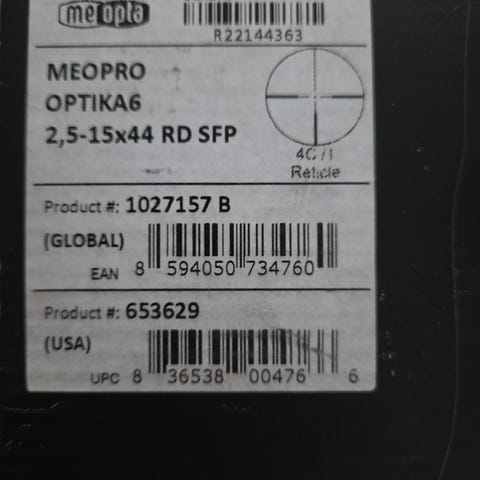 meopta
R22144363
MEOPRO
OPTIKA6
2,5-15x44 RD SFP
4C /1
Reticle
Product #: 1027157 B
(GLOBAL)
EAN 8 594050 734760
Product #: 653629
(USA)
UPC 8 36538 00476 6